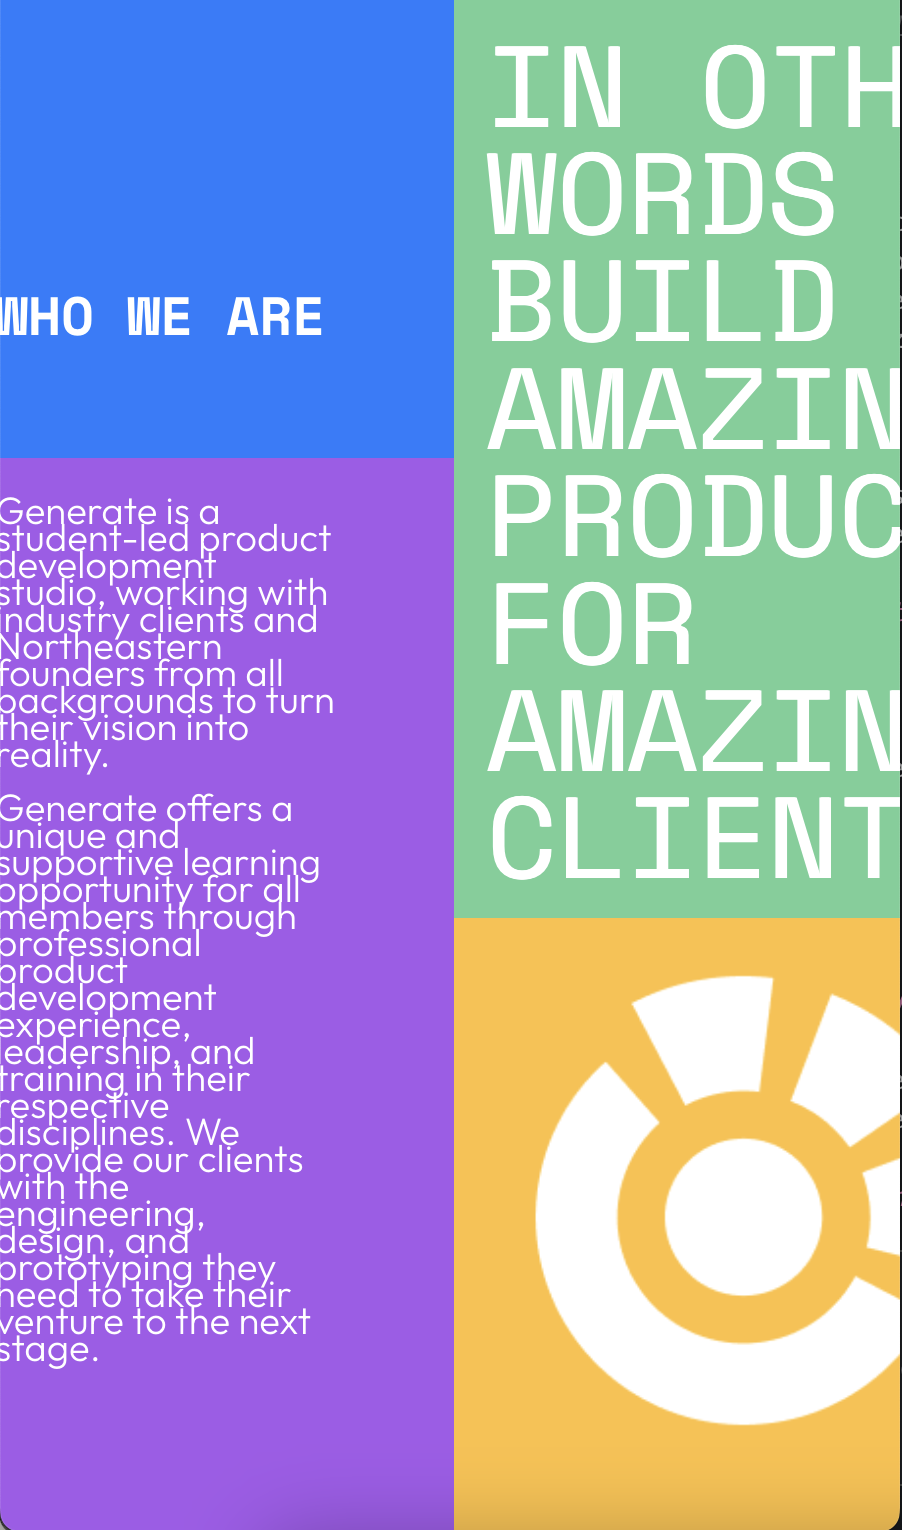 WHO WE ARE
Generate is a
student-led product
development
studio, working with
industry clients and
Northeastern
founders from all
backgrounds to turn
their vision into
reality.
Generate offers a
unique and
supportive learning
opportunity for all
members through
professional
product
development
experience,
leadership, and
training in their
respective
disciplines. We
provide our clients
with the
engineering,
design, and
prototyping they
need to take their
venture to the next
stage.
IN OTH
WORDS
BUILD
AMAZIN
PRODUC
FOR
AMAZIN
CLIENT